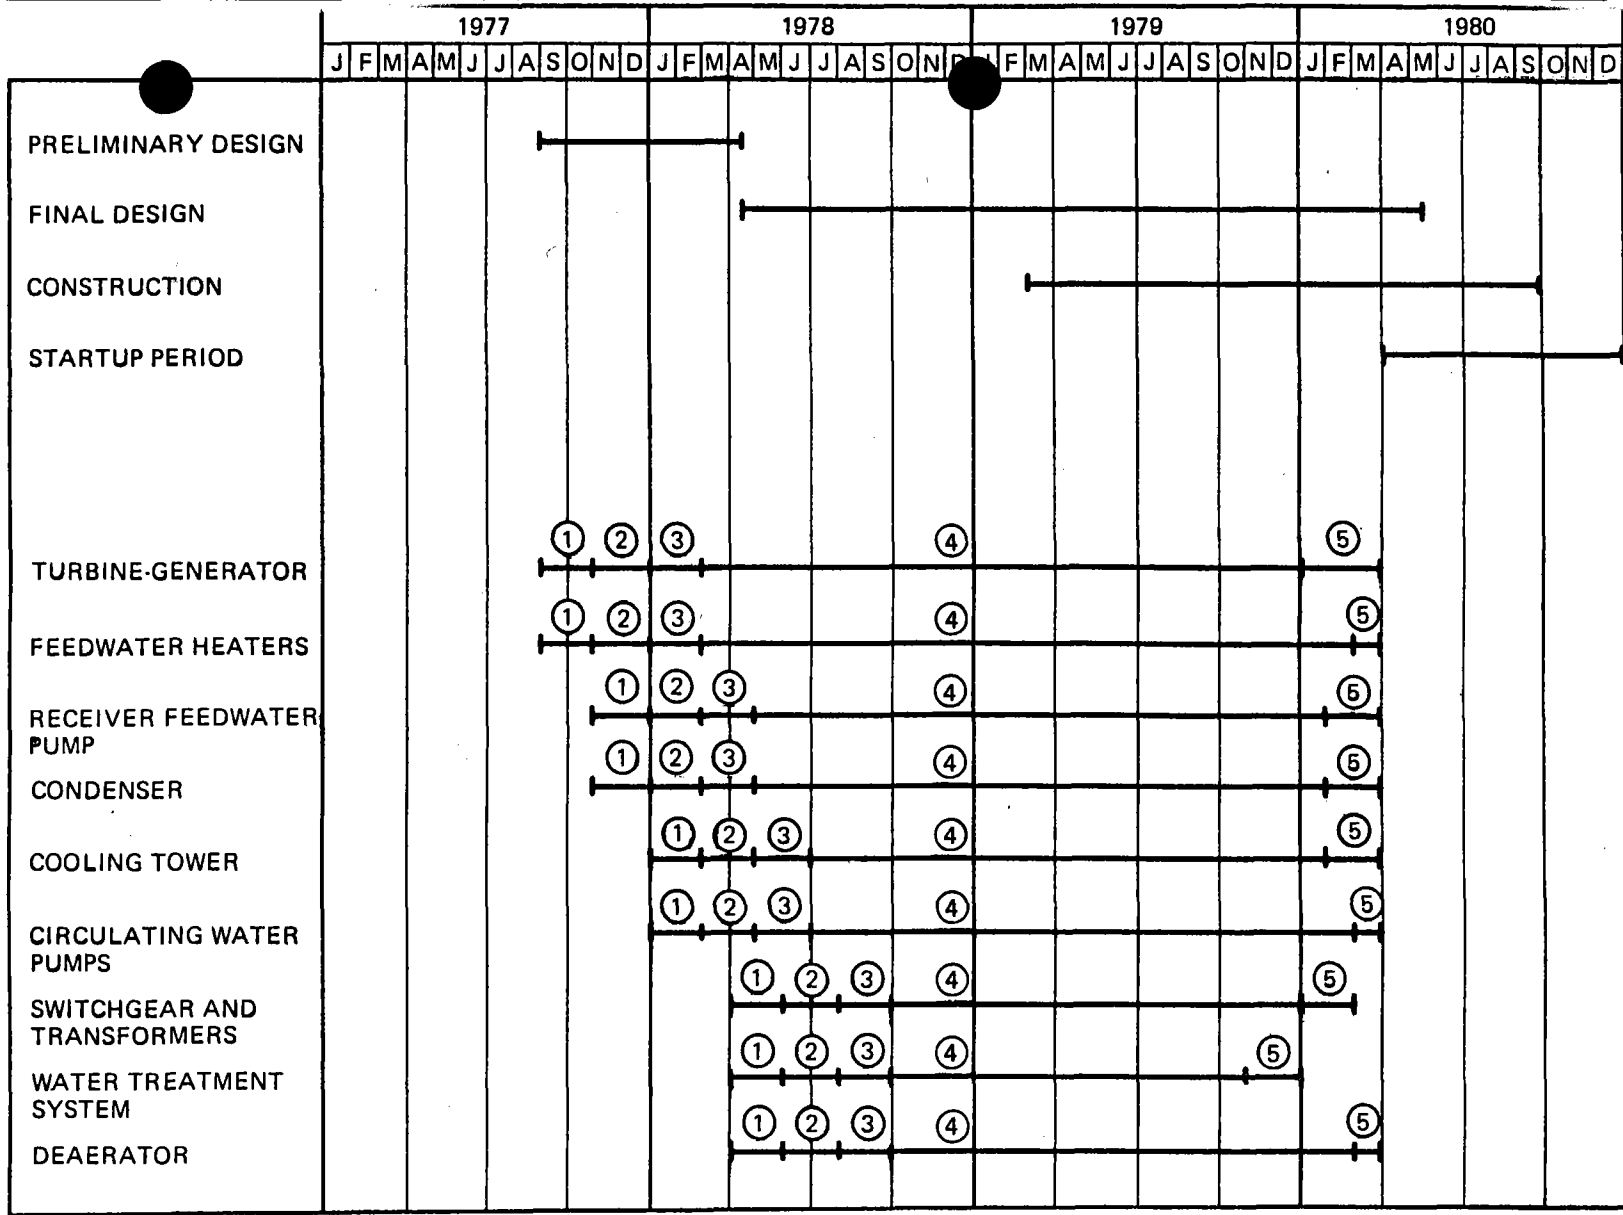 1977 1978 1979 1980
J F M A M J J A S O N D J F M A M J J A S O N D J F M A M J J A S O N D J F M A M J J A S O N D
PRELIMINARY DESIGN
FINAL DESIGN
CONSTRUCTION
STARTUP PERIOD
1 2 3 4 5
TURBINE-GENERATOR
1 2 3 4 5
FEEDWATER HEATERS
1 2 3 4 5
RECEIVER FEEDWATER
PUMP
1 2 3 4 5
CONDENSER
1 2 3 4 5
COOLING TOWER
1 2 3 4 5
CIRCULATING WATER
PUMPS
1 2 3 4 5
SWITCHGEAR AND
TRANSFORMERS
1 2 3 4 5
WATER TREATMENT
SYSTEM
1 2 3 4 5
DEAERATOR